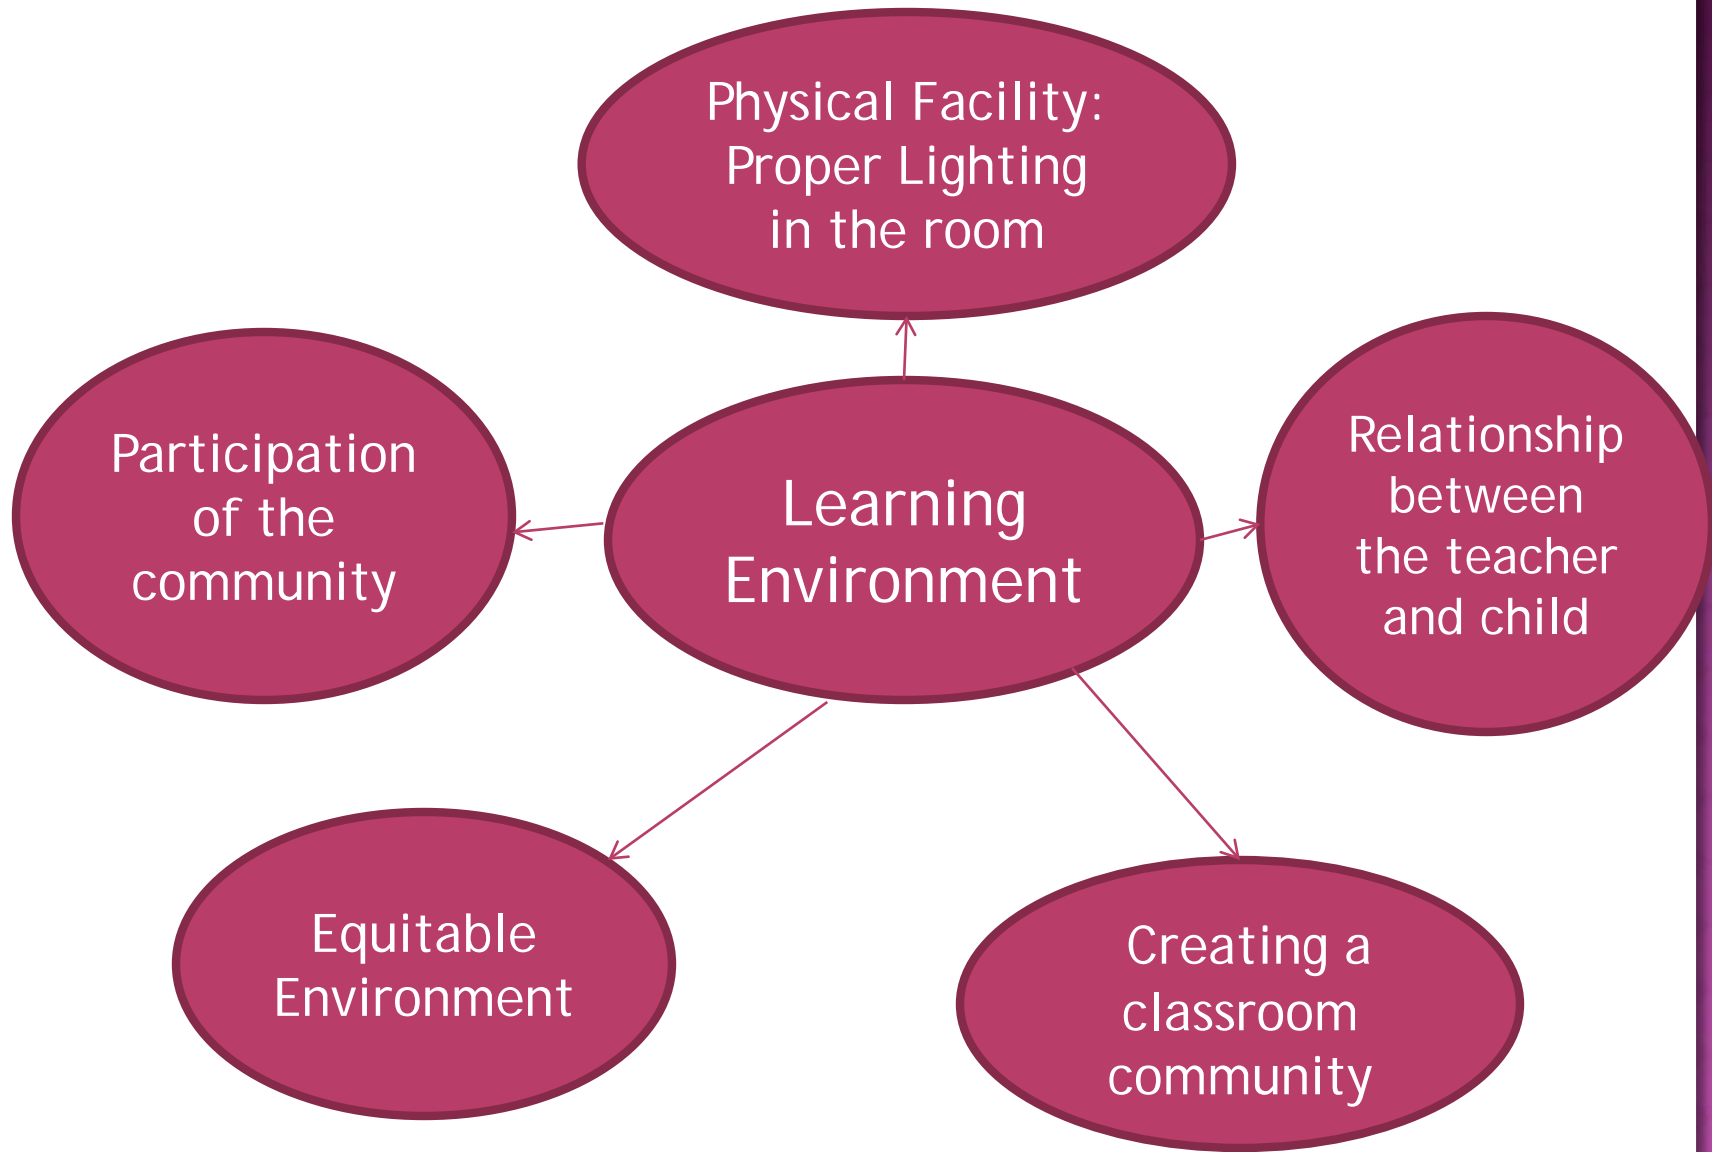 Physical Facility:
Proper Lighting
in the room
Participation
of the
community
Learning
Environment
Relationship
between
the teacher
and child
Equitable
Environment
Creating a
classroom
community